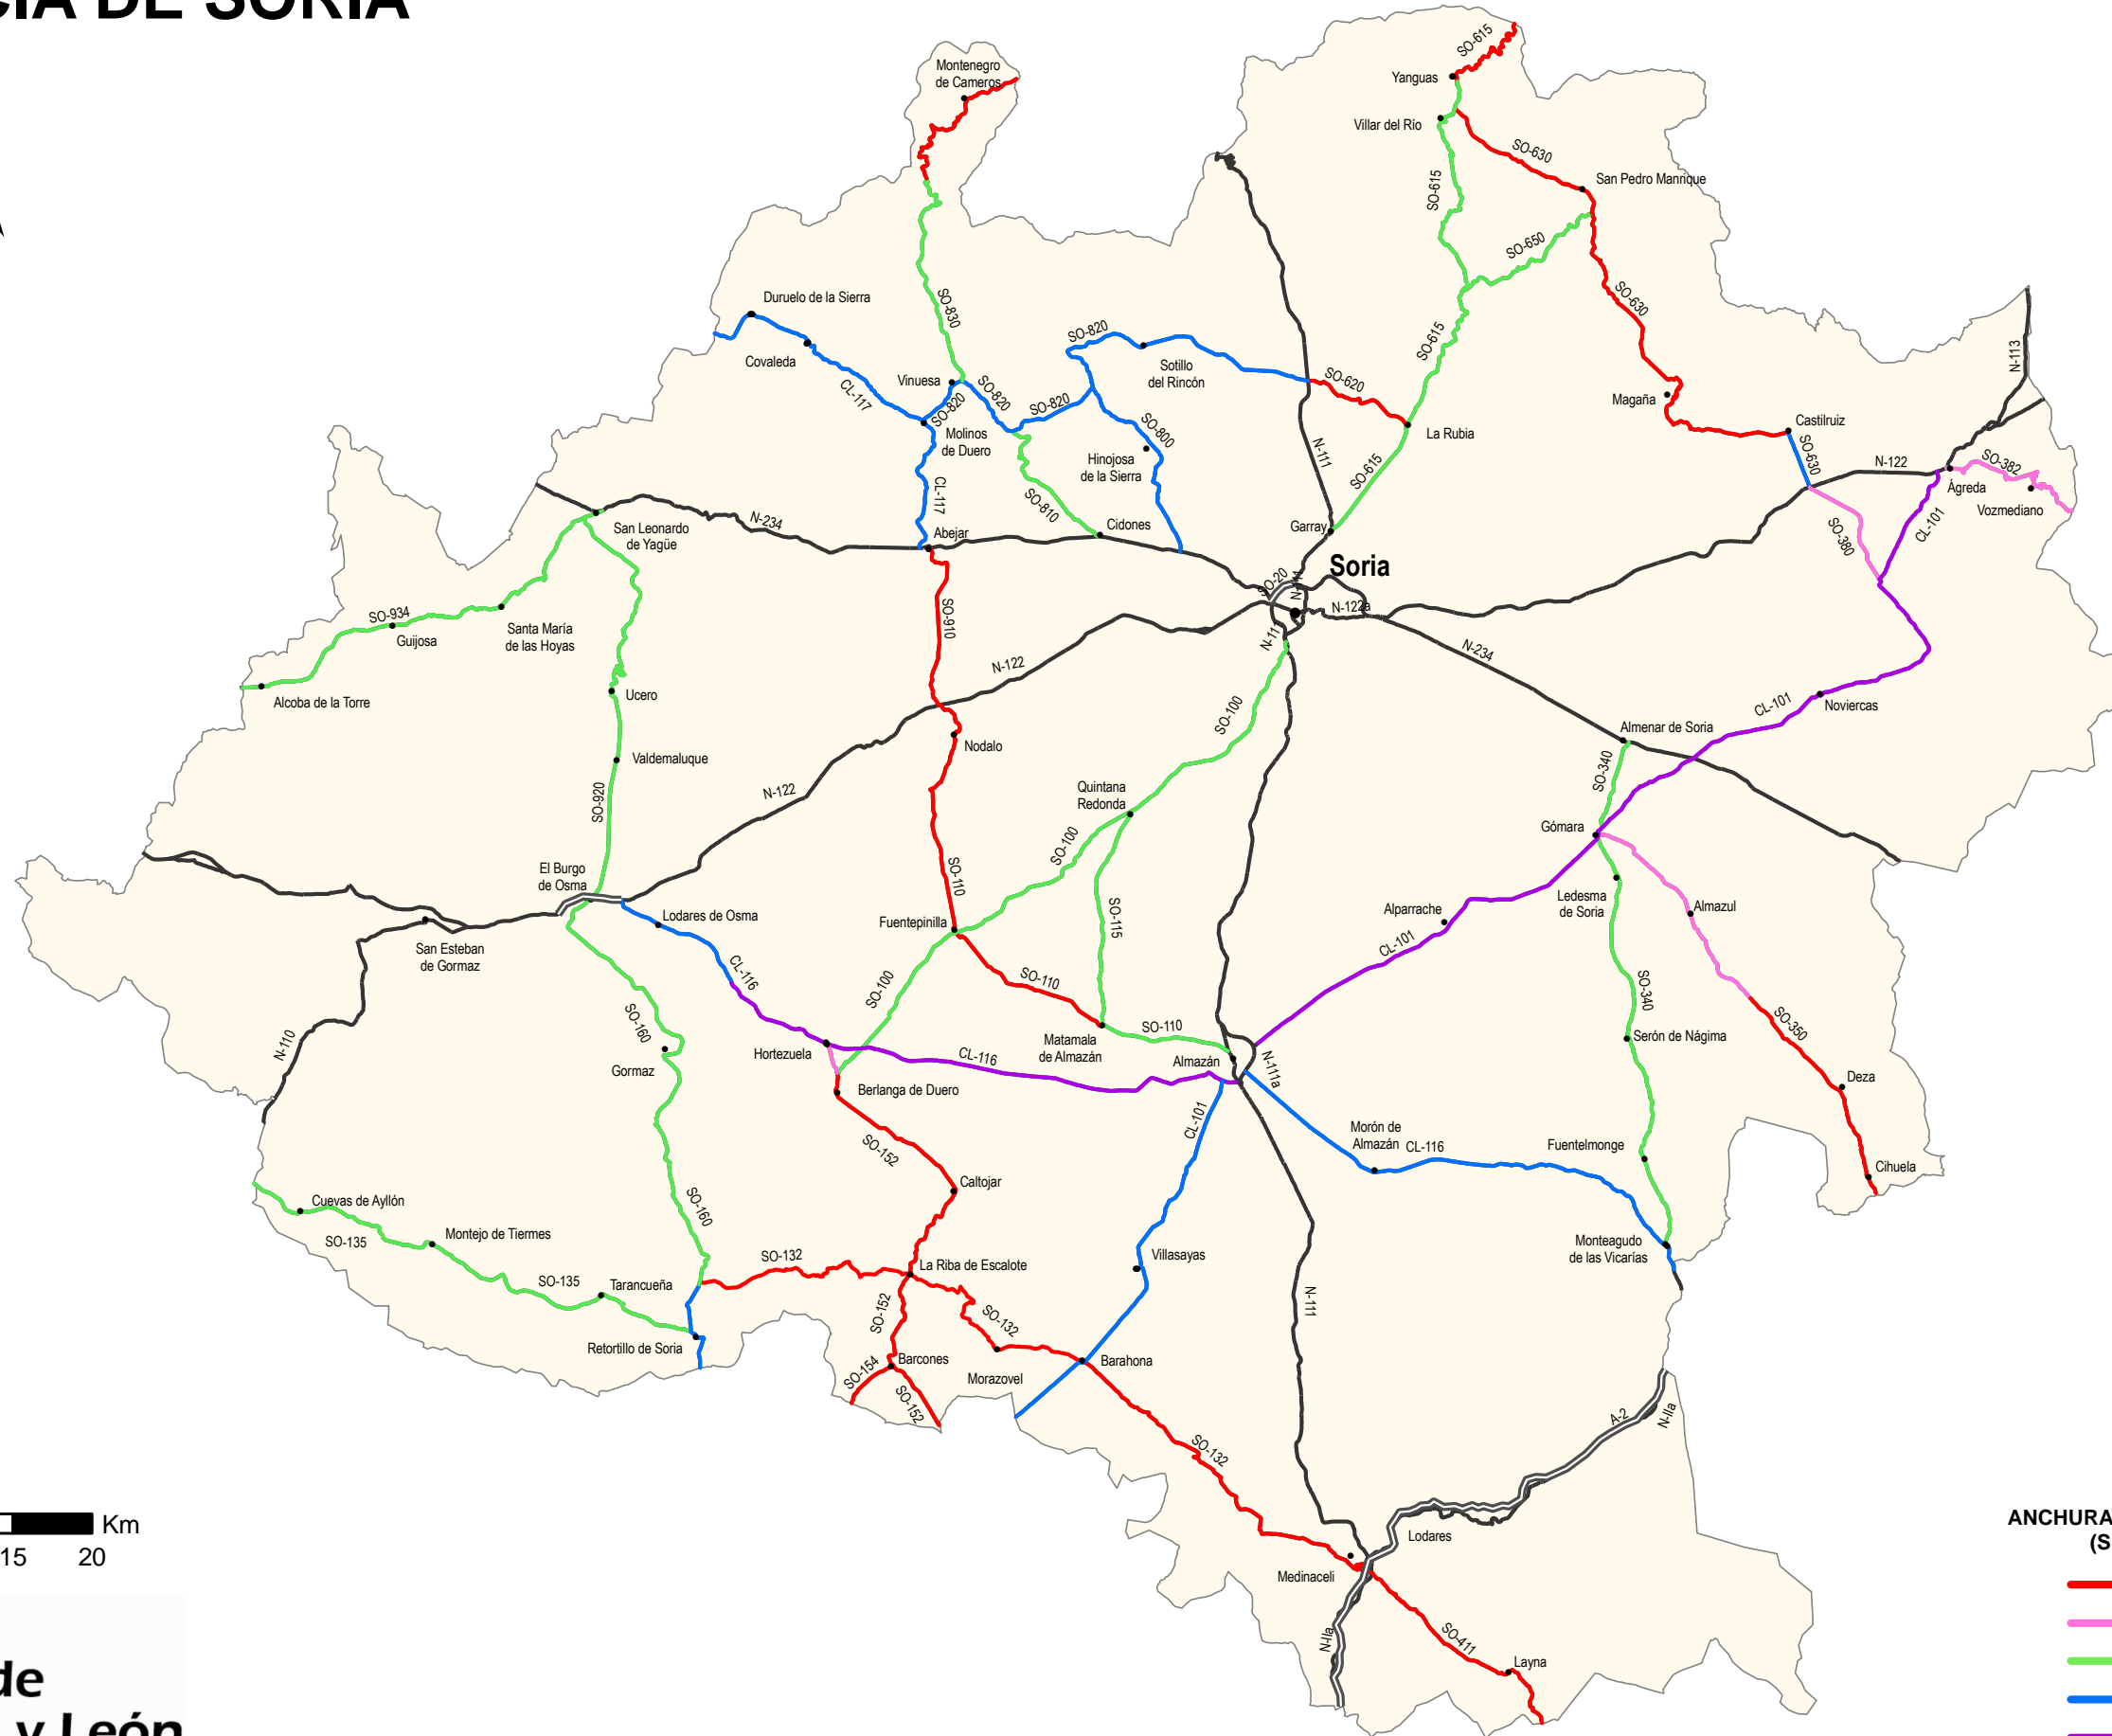 CIA DE SORIA
SO-615
Montenegro
de Cameros
Yanguas
Villar del Río
SO-630
San Pedro Manrique
SO-615
SO-650
Duruelo de la Sierra
SO-830
SO-820
SO-630
SO-615
N-113
Covaleda
Sotillo
del Rincón
Vinuesa
SO-820
SO-620
CL-117
SO-820
SO-820
Magaña
Castilruiz
Molinos
de Duero
SO-800
La Rubia
Hinojosa
de la Sierra
N-111
SO-630
N-122
SO-382
SO-615
Ágreda
Vozmediano
CL-117
SO-810
N-234
San Leonardo
de Yagüe
Abejar
Cidones
Garray
SO-380
CL-101
Soria
SO-20
N-111
N-122a
SO-934
Guijosa
Santa María
de las Hoyas
SO-910
N-111
N-234
N-122
Alcoba de la Torre
Ucero
SO-100
CL-101
Noviercas
Almenar de Soria
Nodalo
Valdemaluque
SO-340
Quintana
Redonda
N-122
SO-920
Gómara
SO-100
El Burgo
de Osma
SO-110
Ledesma
de Soria
Almazul
Lodares de Osma
Alparrache
Fuentepinilla
SO-115
San Esteban
de Gormaz
CL-101
CL-116
SO-110
SO-100
SO-340
SO-160
SO-110
SO-350
Serón de Nágima
N-110
Matamala
de Almazán
Hortezuela
CL-116
Almazán
N-111a
Gormaz
Deza
Berlanga de Duero
CL-101
Morón de
Almazán
CL-116
Fuentelmonge
SO-152
Cihuela
Caltojar
Cuevas de Ayllón
SO-160
SO-135
Montejo de Tiermes
Monteagudo
de las Vicarías
SO-132
Villasayas
La Riba de Escalote
SO-135
Tarancueña
SO-152
SO-132
N-111
Retortillo de Soria
Barcones
SO-154
Barahona
Morazovel
SO-152
A-2
N-IIa
SO-132
Km
15
20
Lodares
ANCHURA
(S
Medinaceli
N-IIa
SO-411
Layna
de
y León